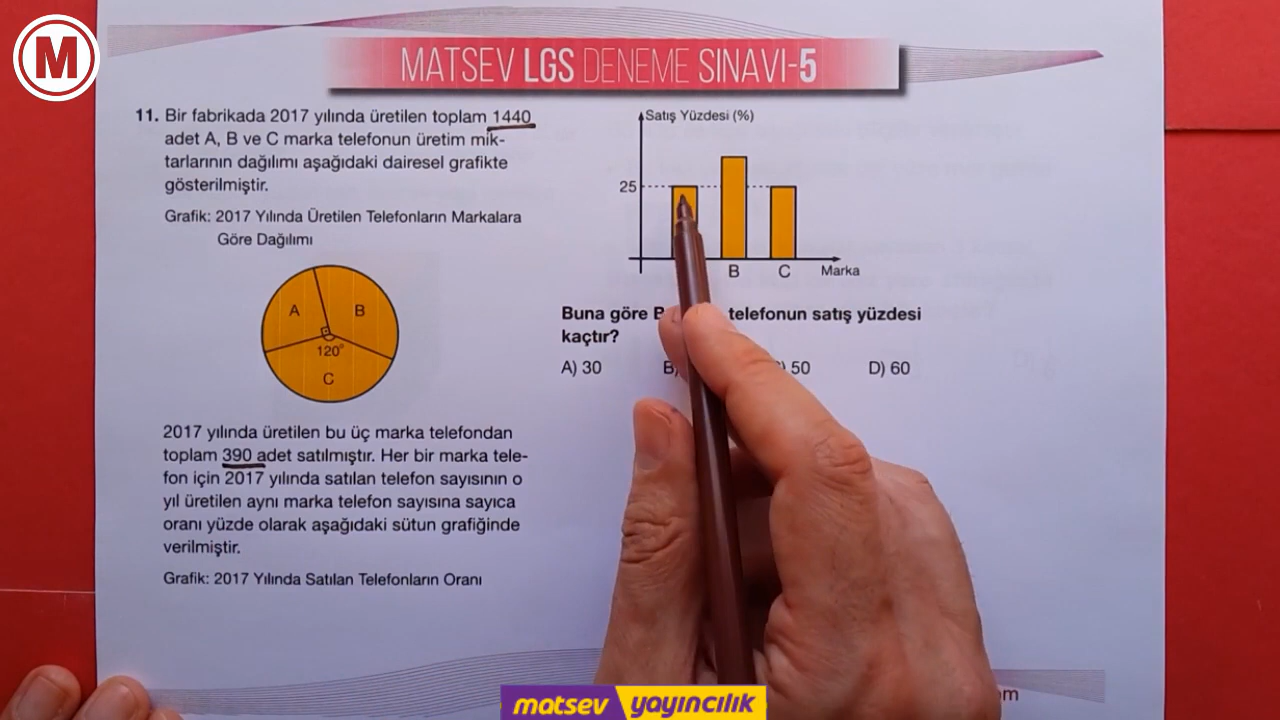 M
MATSEV LGS DENEME SINAVI-5
11. Bir fabrikada 2017 yılında üretilen toplam 1440
adet A, B ve C marka telefonun üretim mik-
tarlarının dağılımı aşağıdaki dairesel grafikte
gösterilmiştir.
Grafik: 2017 Yılında Üretilen Telefonların Markalara
Göre Dağılımı
A
B
120°
C
2017 yılında üretilen bu üç marka telefondan
toplam 390 adet satılmıştır. Her bir marka tele-
fon için 2017 yılında satılan telefon sayısının o
yıl üretilen aynı marka telefon sayısına sayıca
oranı yüzde olarak aşağıdaki sütun grafiğinde
verilmiştir.
Grafik: 2017 Yılında Satılan Telefonların Oranı
Satış Yüzdesi (%)
25
B C Marka
Buna göre B telefonun satış yüzdesi
kaçtır?
A) 30 B) 50 D) 60
matsev yayıncılık